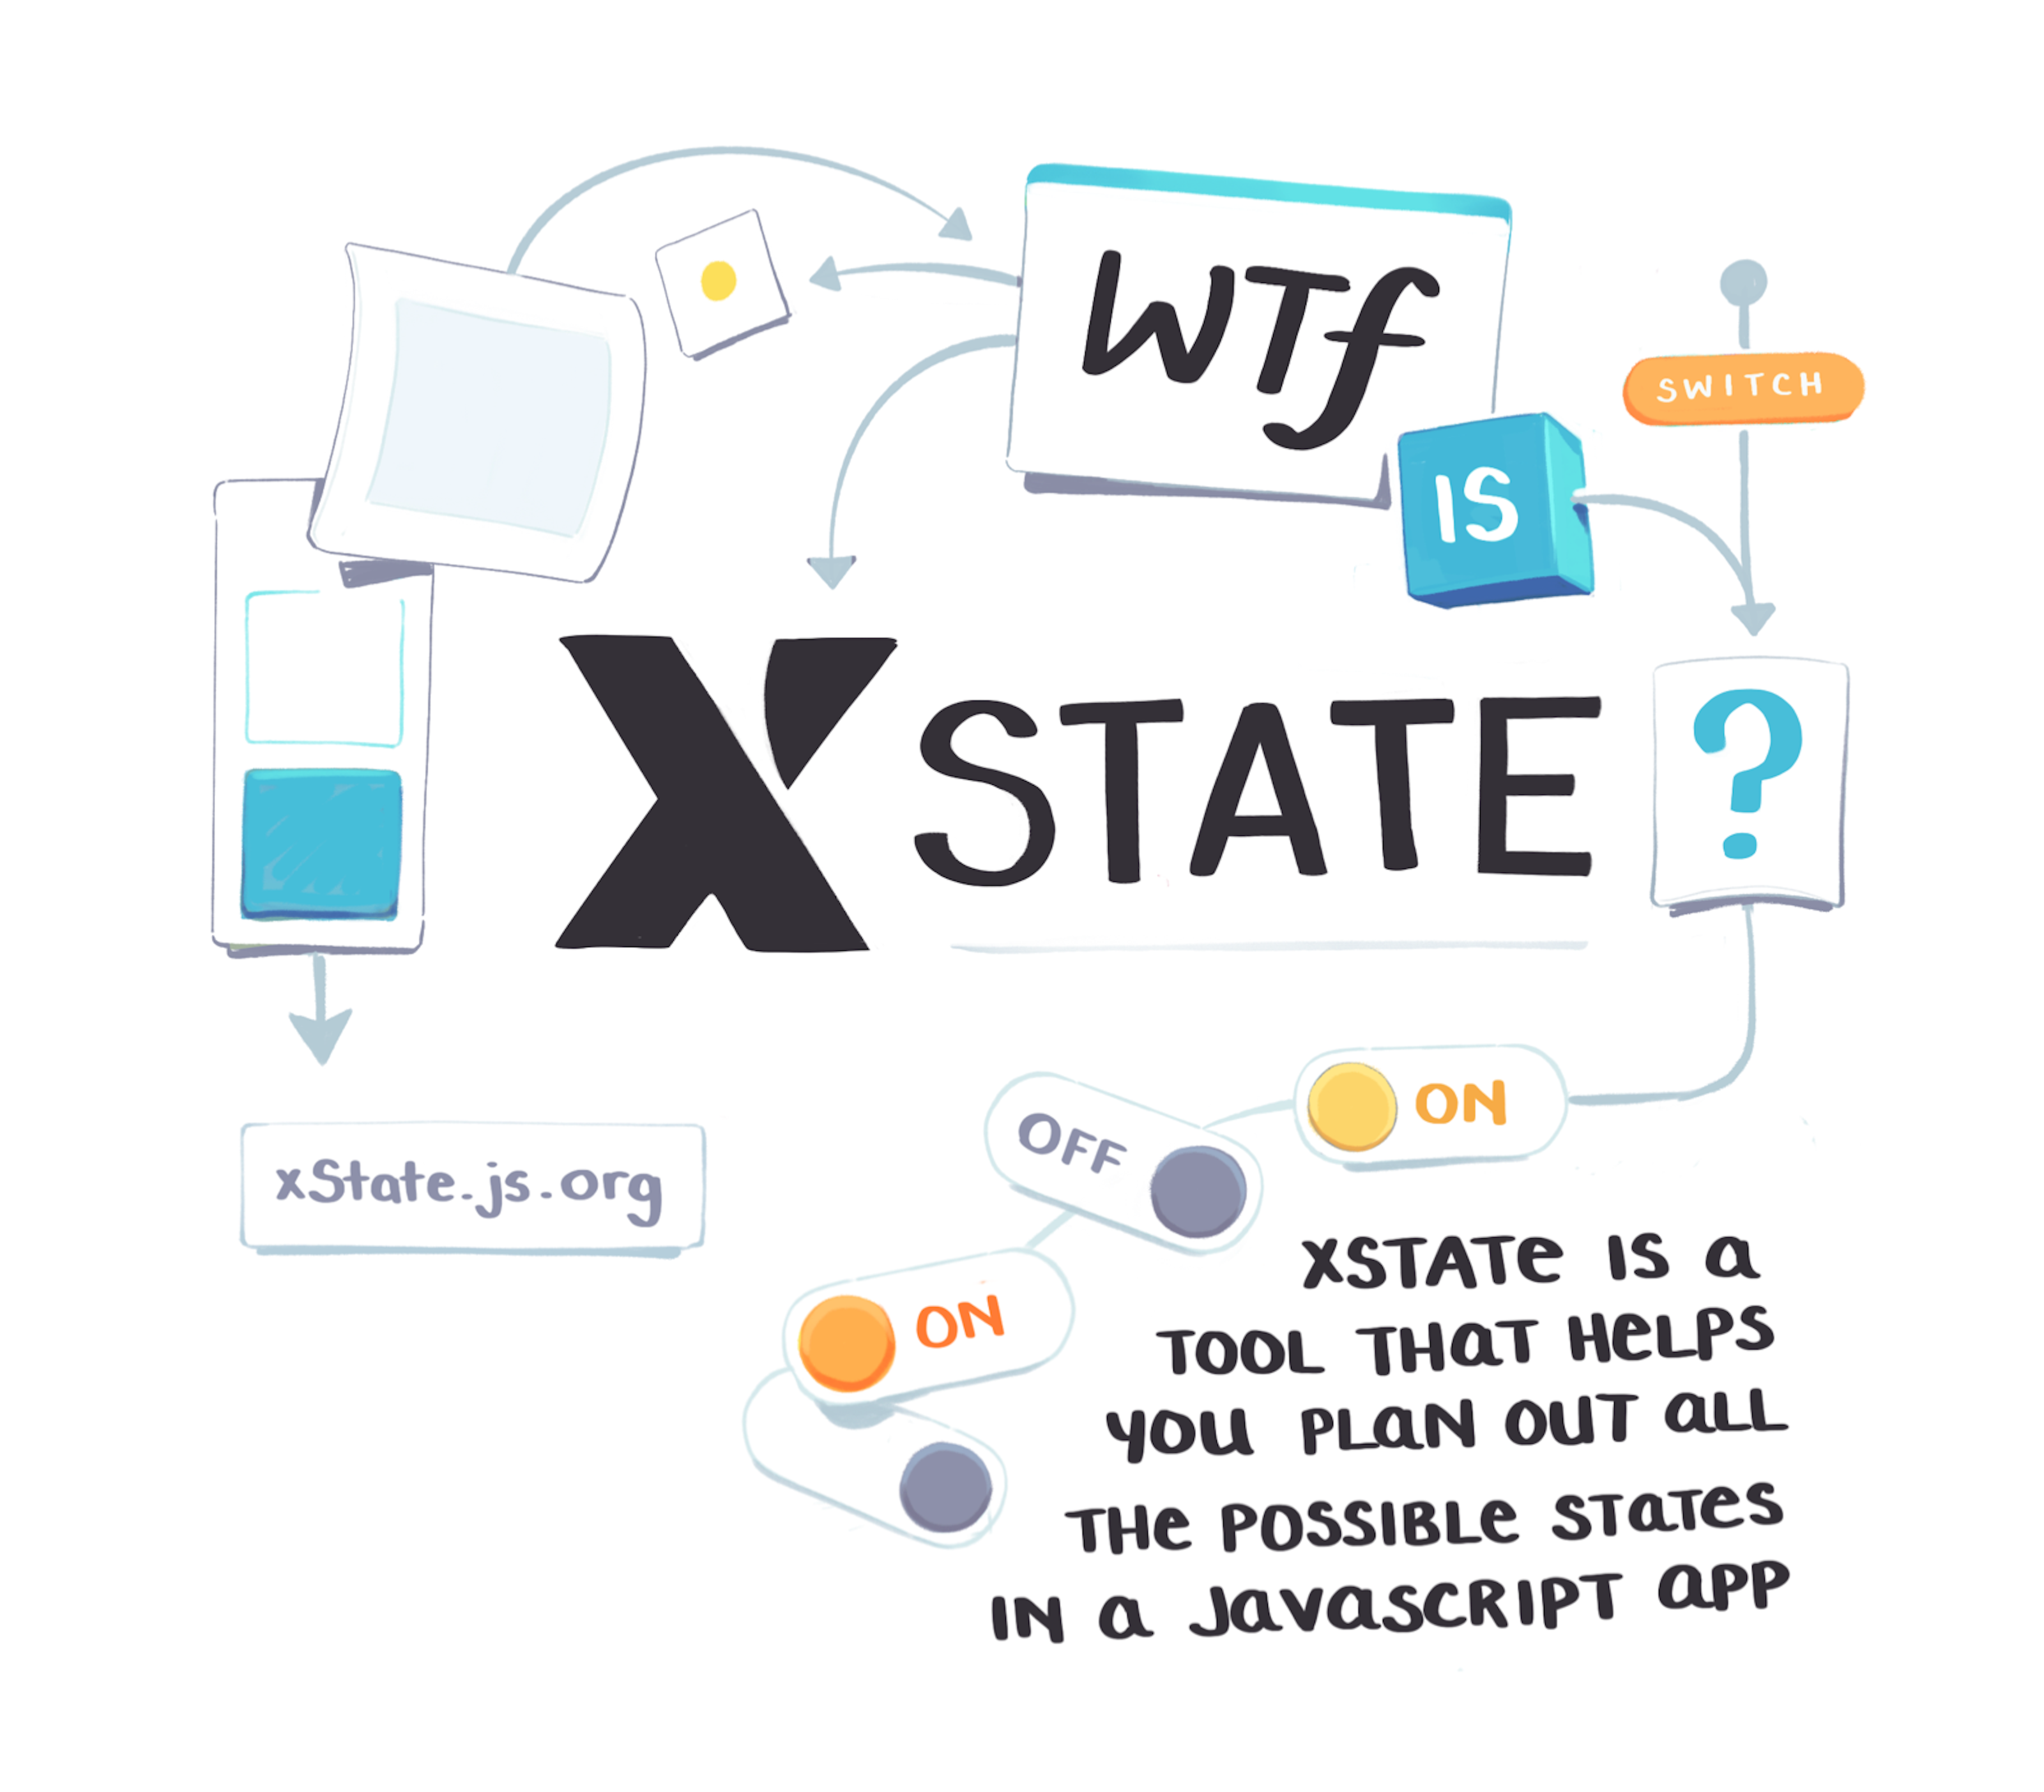 WTf
IS
SWITCH
XSTATE
?
ON
OFF
xState.js.org
ON
XSTATe IS a
TOOL THaT HeLPS
YOU PLaN OUT aLL
THe POSSIBLe STaTeS
IN a JavaSCRIPT aPP